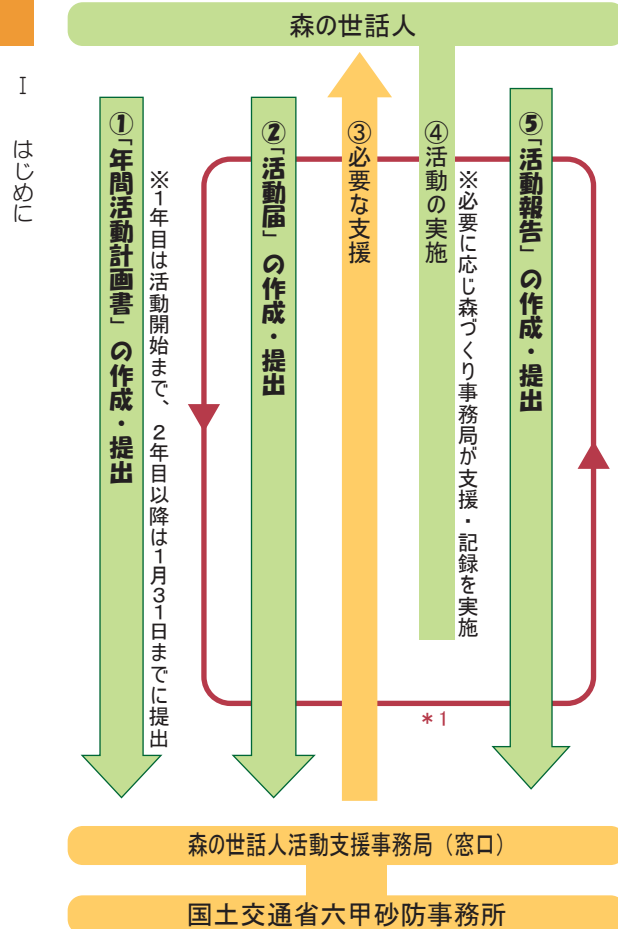 Ⅰ はじめに
森の世話人
①「年間活動計画書」の作成・提出
※1年目は活動開始まで、2年目以降は1月31日までに提出
②「活動届」の作成・提出
③必要な支援
④活動の実施
※必要に応じ森づくり事務局が支援・記録を実施
⑤「活動報告」の作成・提出
*1
森の世話人活動支援事務局（窓口）
国土交通省六甲砂防事務所